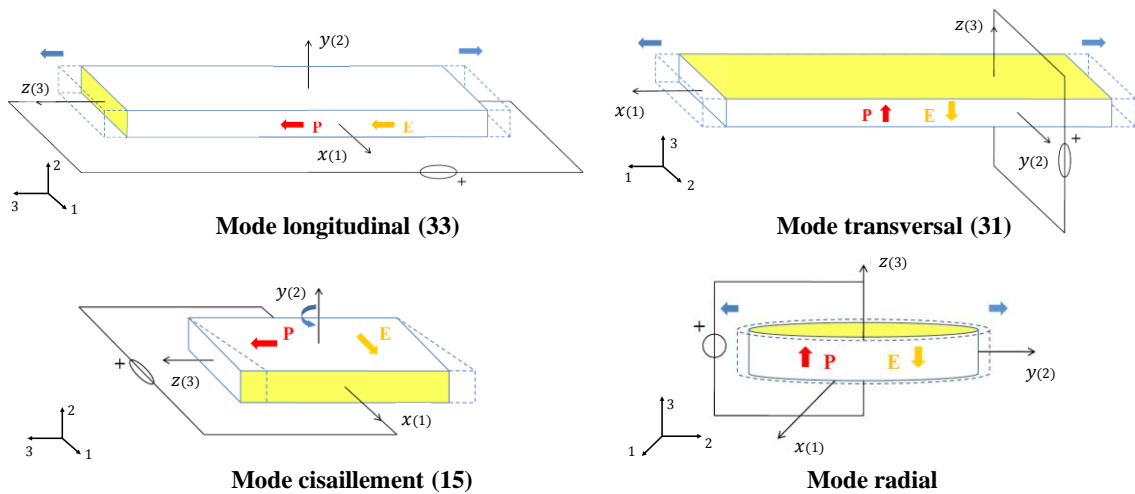 y(2)
z(3)
P
E
x(1)
+
2
3
1
Mode longitudinal (33)
z(3)
x(1)
P
E
+
y(2)
3
1
2
Mode transversal (31)
y(2)
P
E
+
z(3)
x(1)
2
3
1
Mode cisaillement (15)
z(3)
+
P
E
y(2)
x(1)
3
2
1
Mode radial